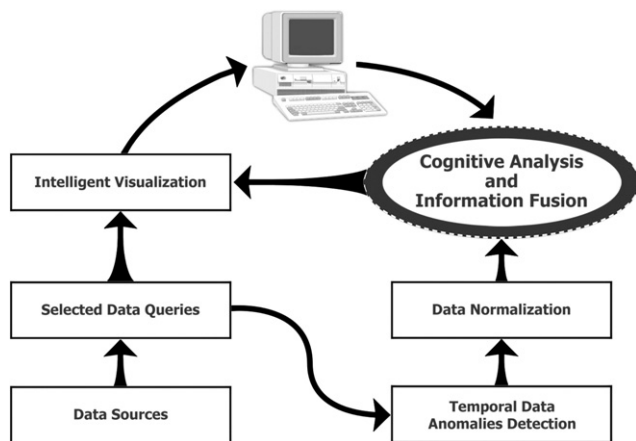 Cognitive Analysis
and
Information Fusion
Intelligent Visualization
Selected Data Queries
Data Normalization
Data Sources
Temporal Data
Anomalies Detection